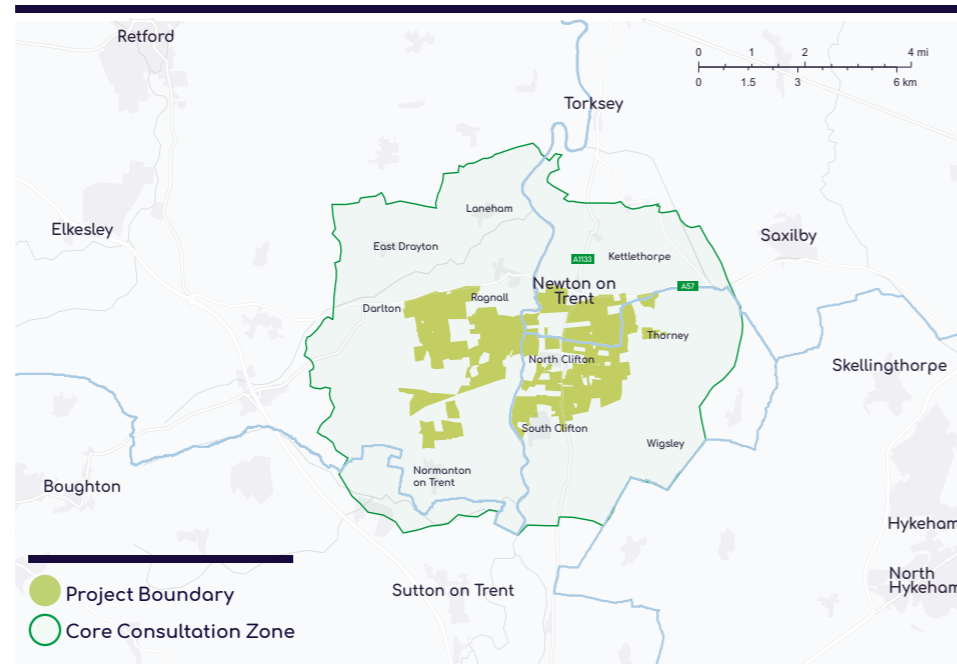 Retford
0 1 2 4 mi
0 1.5 3 6 km
Torksey
Laneham
Elkesley
East Drayton
Saxilby
A1133
Kettlethorpe
Newton on
Trent
A57
Ragnall
Darlton
Thorney
North Clifton
Skellingthorpe
South Clifton
Wigsley
Normanton
on Trent
Boughton
Hykeham
North
Hykeham
Sutton on Trent
Project Boundary
Core Consultation Zone